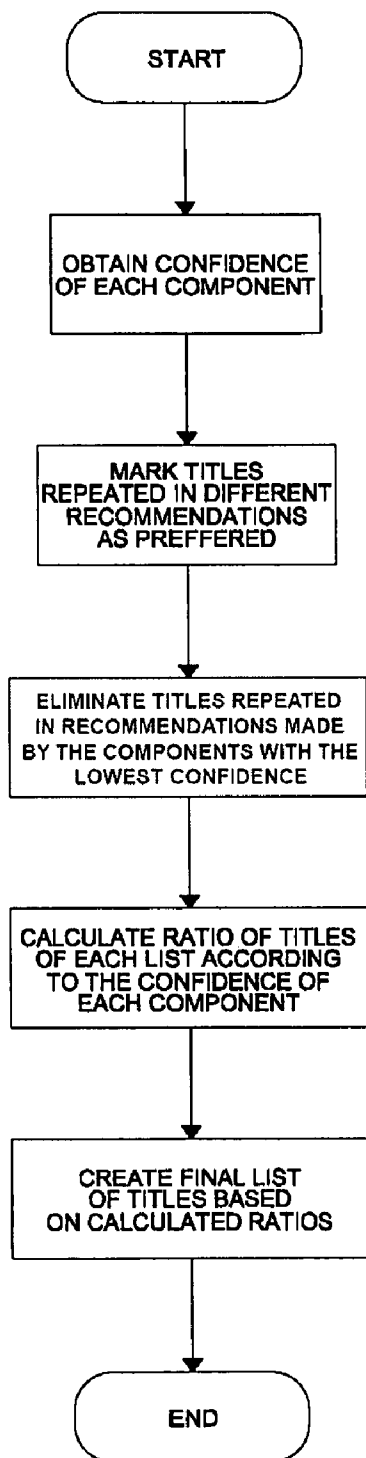 START
OBTAIN CONFIDENCE
OF EACH COMPONENT
MARK TITLES
REPEATED IN DIFFERENT
RECOMMENDATIONS
AS PREFFERED
ELIMINATE TITLES REPEATED
IN RECOMMENDATIONS MADE
BY THE COMPONENTS WITH THE
LOWEST CONFIDENCE
CALCULATE RATIO OF TITLES
OF EACH LIST ACCORDING
TO THE CONFIDENCE OF
EACH COMPONENT
CREATE FINAL LIST
OF TITLES BASED
ON CALCULATED RATIOS
END